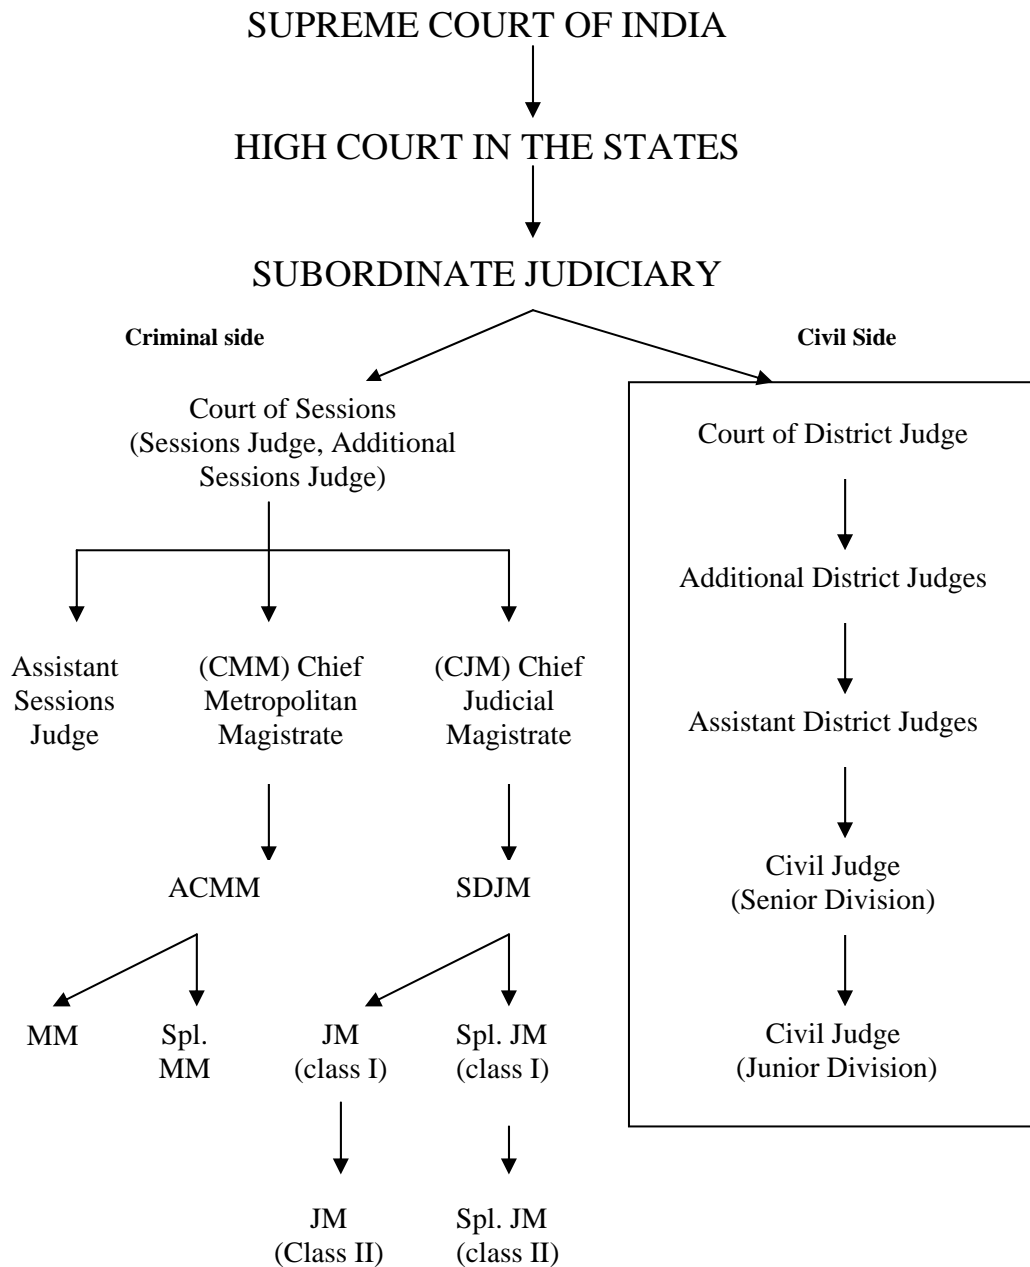 SUPREME COURT OF INDIA
HIGH COURT IN THE STATES
SUBORDINATE JUDICIARY
Criminal side
Civil Side
Court of Sessions
(Sessions Judge, Additional
Sessions Judge)
Court of District Judge
Additional District Judges
Assistant
Sessions
Judge
(CMM) Chief
Metropolitan
Magistrate
(CJM) Chief
Judicial
Magistrate
Assistant District Judges
ACMM
SDJM
Civil Judge
(Senior Division)
MM
Spl.
MM
JM
(class I)
Spl. JM
(class I)
Civil Judge
(Junior Division)
JM
(Class II)
Spl. JM
(class II)